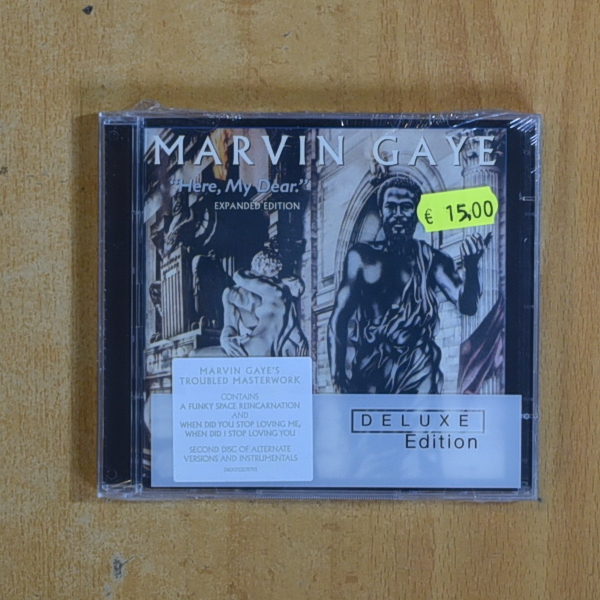 MARVIN GAYE
"Here, My Dear."
EXPANDED EDITION
€ 15,00
MARVIN GAYE'S
TROUBLED MASTERWORK
CONTAINS
A FUNKY SPACE REINCARNATION
AND
WHEN DID YOU STOP LOVING ME,
WHEN DID I STOP LOVING YOU
SECOND DISC OF ALTERNATE
VERSIONS AND INSTRUMENTALS
DELUXE
Edition